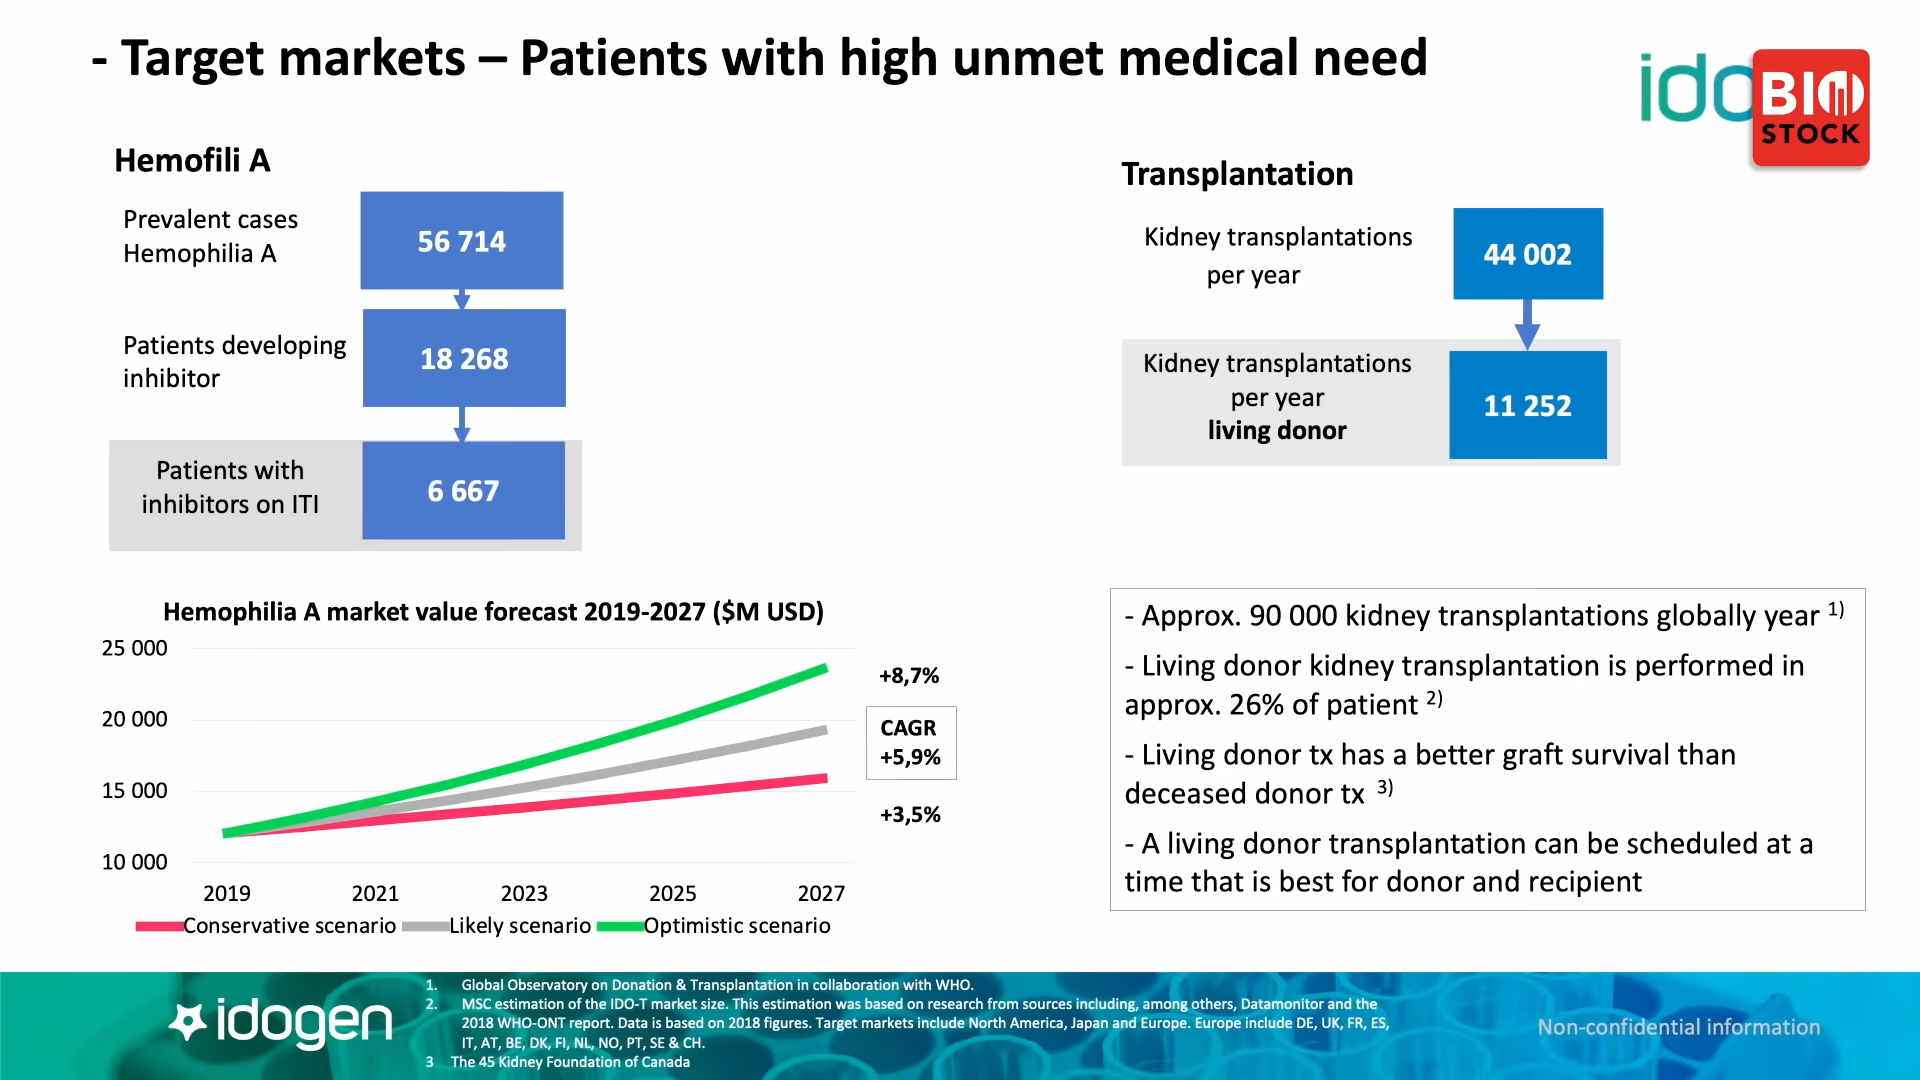 - Target markets – Patients with high unmet medical need
ido
BIO
STOCK
Hemofili A
Prevalent cases
Hemophilia A
56 714
Patients developing
inhibitor
18 268
Patients with
inhibitors on ITI
6 667
Transplantation
Kidney transplantations
per year
44 002
Kidney transplantations
per year
living donor
11 252
Hemophilia A market value forecast 2019-2027 ($M USD)
25 000
20 000
15 000
10 000
2019 2021 2023 2025 2027
+8,7%
CAGR
+5,9%
+3,5%
Conservative scenario Likely scenario Optimistic scenario
- Approx. 90 000 kidney transplantations globally year 1)
- Living donor kidney transplantation is performed in
approx. 26% of patient 2)
- Living donor tx has a better graft survival than
deceased donor tx 3)
- A living donor transplantation can be scheduled at a
time that is best for donor and recipient
idogen
1. Global Observatory on Donation & Transplantation in collaboration with WHO.
2. MSC estimation of the IDO-T market size. This estimation was based on research from sources including, among others, Datamonitor and the
2018 WHO-ONT report. Data is based on 2018 figures. Target markets include North America, Japan and Europe. Europe include DE, UK, FR, ES,
IT, AT, BE, DK, FI, NL, NO, PT, SE & CH.
3 The 45 Kidney Foundation of Canada
Non-confidential information